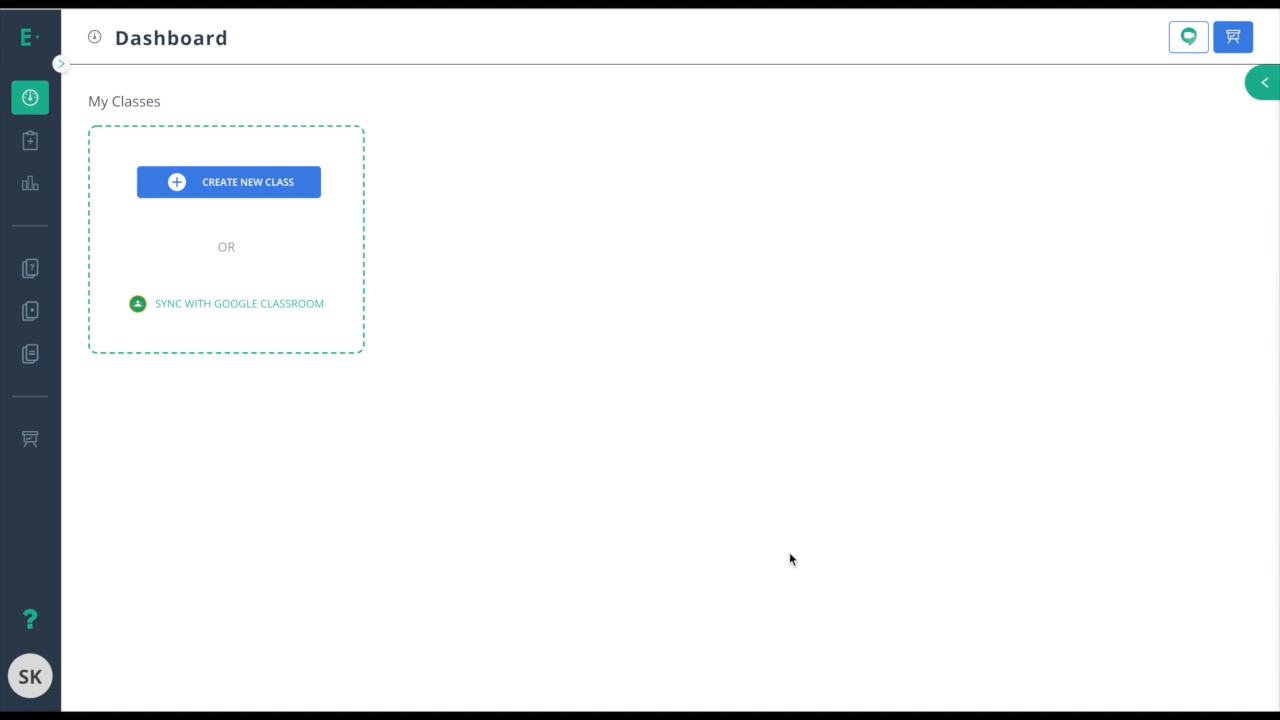 E
Dashboard
My Classes
CREATE NEW CLASS
OR
SYNC WITH GOOGLE CLASSROOM
?
SK